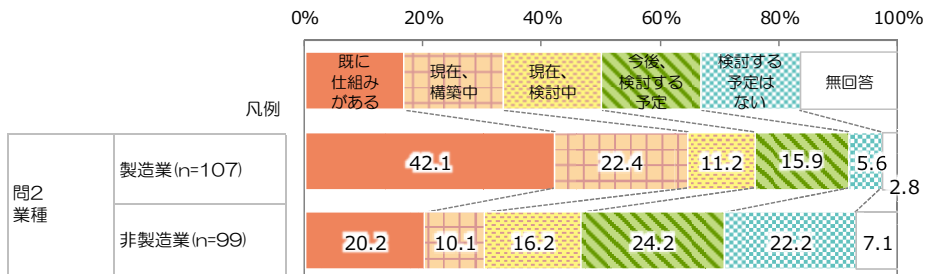 0% 20% 40% 60% 80% 100%
既に
仕組み
がある
現在、
構築中
現在、
検討中
今後、
検討する
予定
検討する
予定は
ない
無回答
凡例
問2
業種
製造業(n=107)
42.1 22.4 11.2 15.9 5.6 2.8
非製造業(n=99)
20.2 10.1 16.2 24.2 22.2 7.1